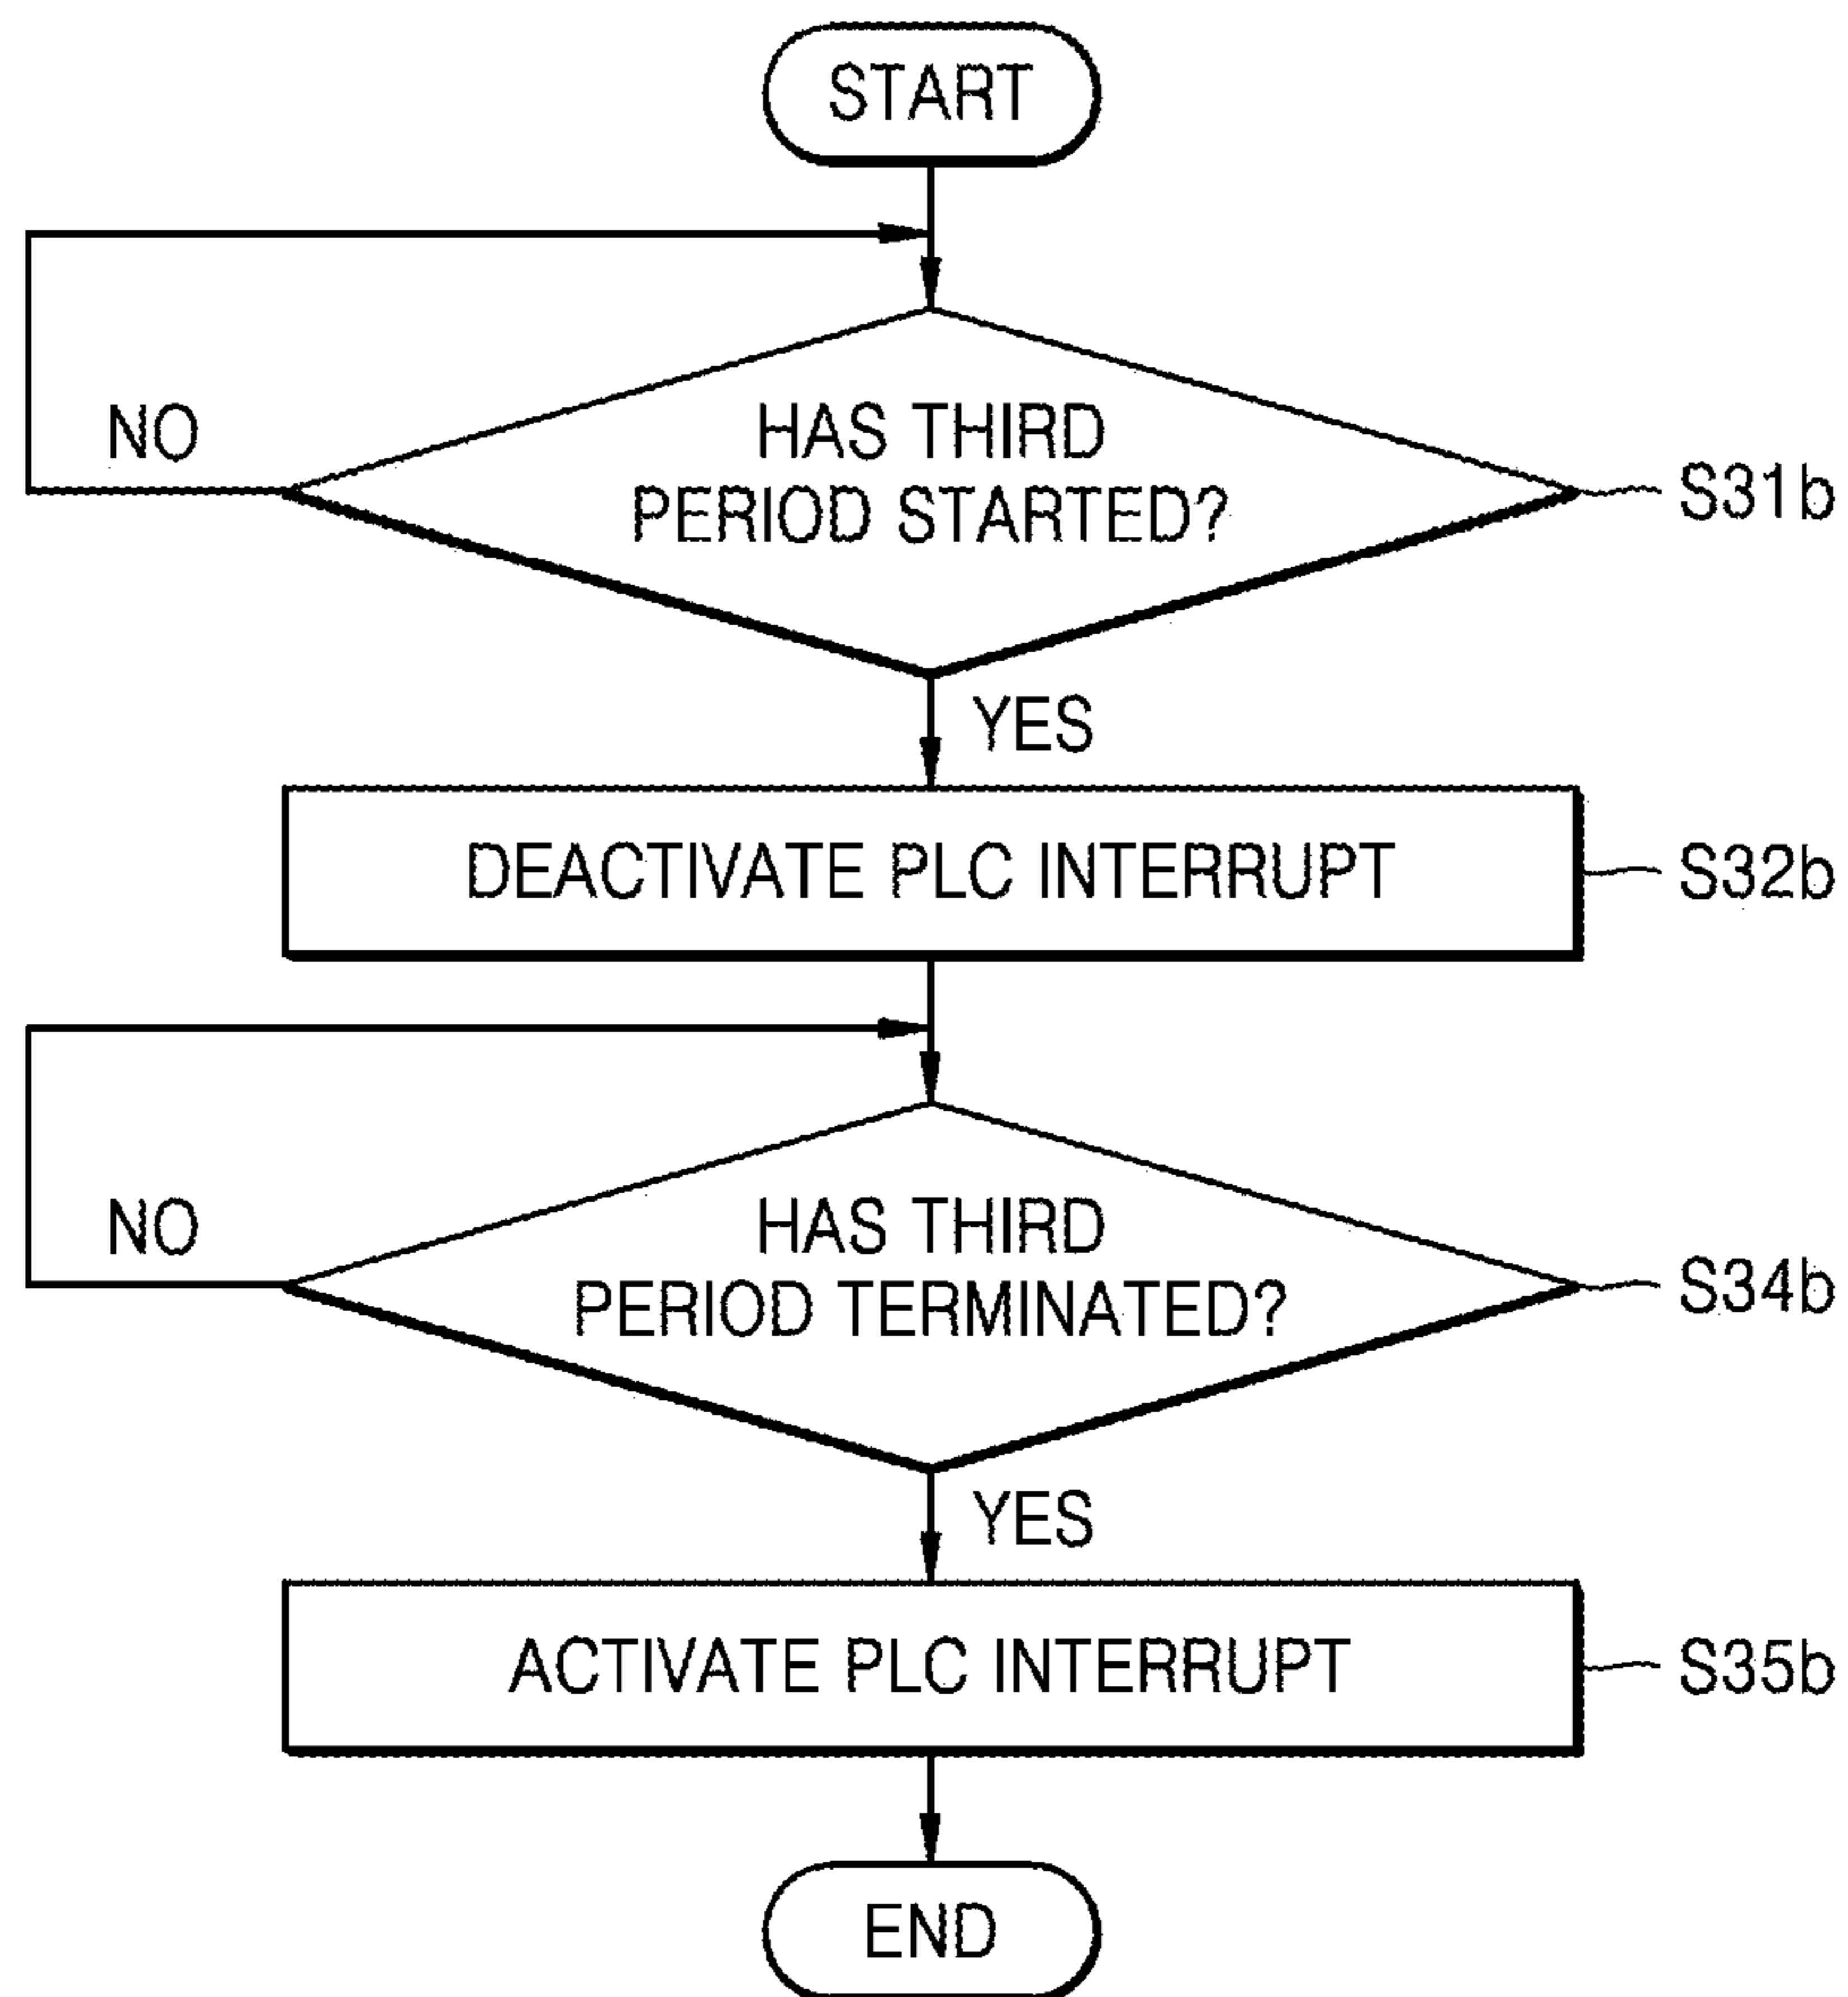 START
NO
HAS THIRD
PERIOD STARTED?
S31b
YES
DEACTIVATE PLC INTERRUPT
S32b
NO
HAS THIRD
PERIOD TERMINATED?
S34b
YES
ACTIVATE PLC INTERRUPT
S35b
END